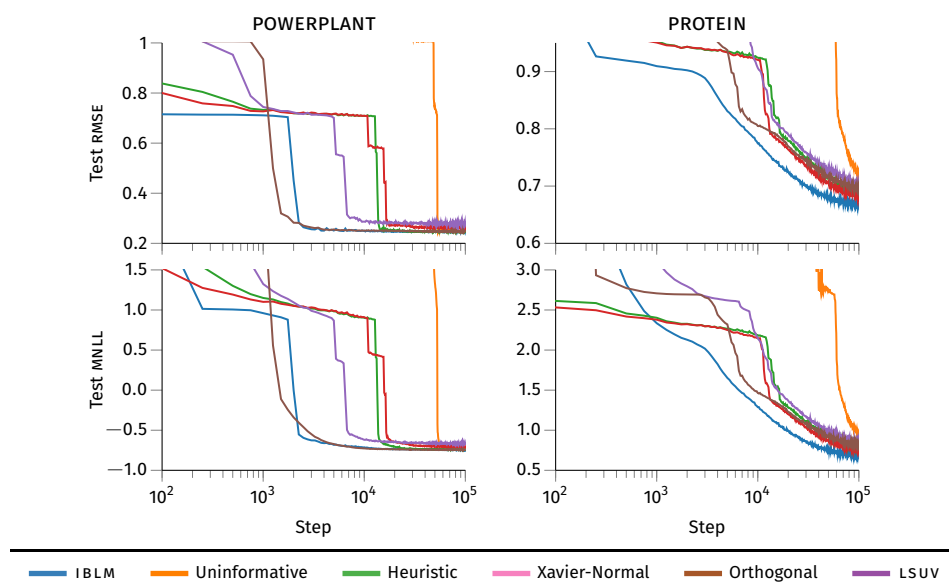 POWERPLANT
PROTEIN
1
0.8
0.6
0.4
0.2
Test RMSE
0.9
0.8
0.7
0.6
1.5
1.0
0.5
0.0
−0.5
−1.0
Test MNLL
3.0
2.5
2.0
1.5
1.0
0.5
10² 10³ 10⁴ 10⁵
Step
10² 10³ 10⁴ 10⁵
Step
IBLM Uninformative Heuristic Xavier-Normal Orthogonal LSUV